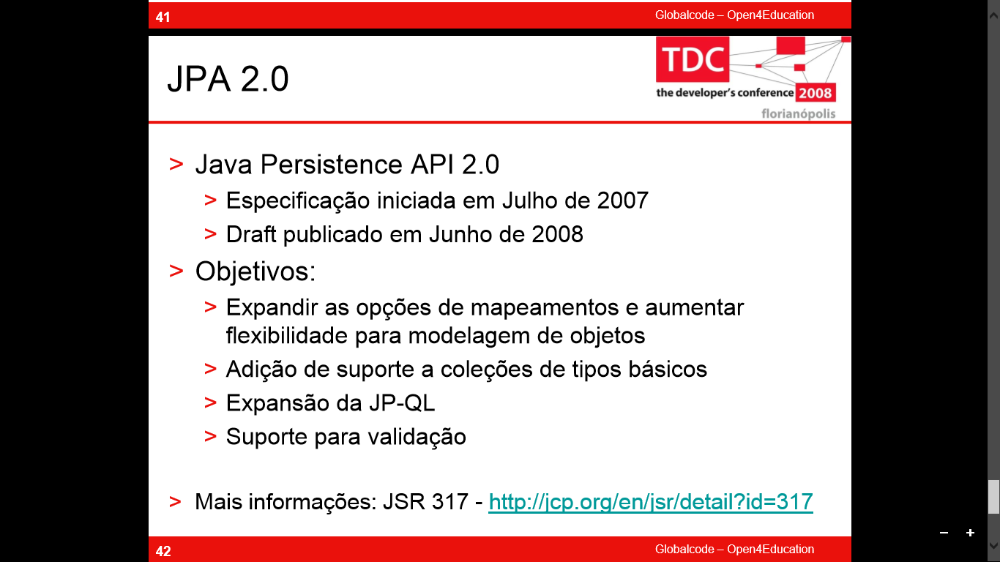 41
Globalcode – Open4Education
JPA 2.0
TDC
the developer's conference 2008
florianópolis
> Java Persistence API 2.0
> Especificação iniciada em Julho de 2007
> Draft publicado em Junho de 2008
> Objetivos:
> Expandir as opções de mapeamentos e aumentar
flexibilidade para modelagem de objetos
> Adição de suporte a coleções de tipos básicos
> Expansão da JP-QL
> Suporte para validação
> Mais informações: JSR 317 - http://jcp.org/en/jsr/detail?id=317
42
Globalcode – Open4Education